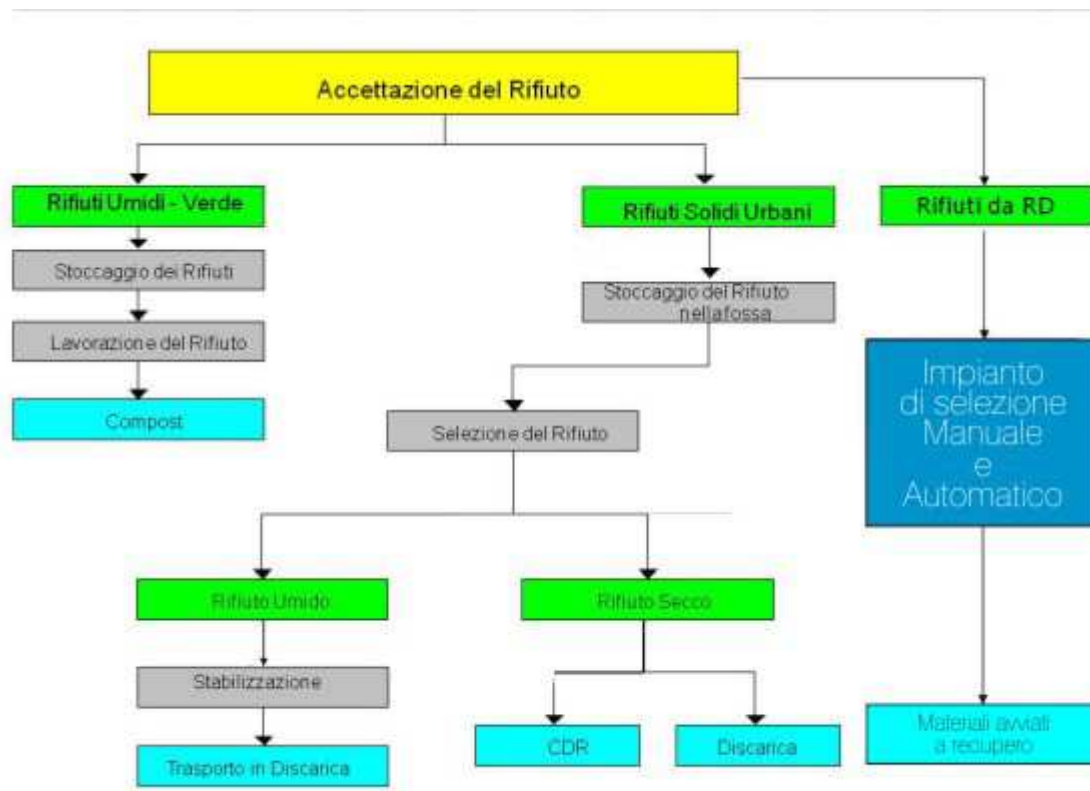 Accettazione del Rifiuto
Rifiuti Umidi - Verde
Rifiuti Solidi Urbani
Rifiuti da RD
Stoccaggio dei Rifiuti
Stoccaggio del Rifiuto
nella fossa
Lavorazione del Rifiuto
Compost
Selezione del Rifiuto
Impianto
di selezione
Manuale
e
Automatico
Rifiuto Umido
Rifiuto Secco
Stabilizzazione
Trasporto in Discarica
CDR
Discarica
Materiali avviati
a recupero